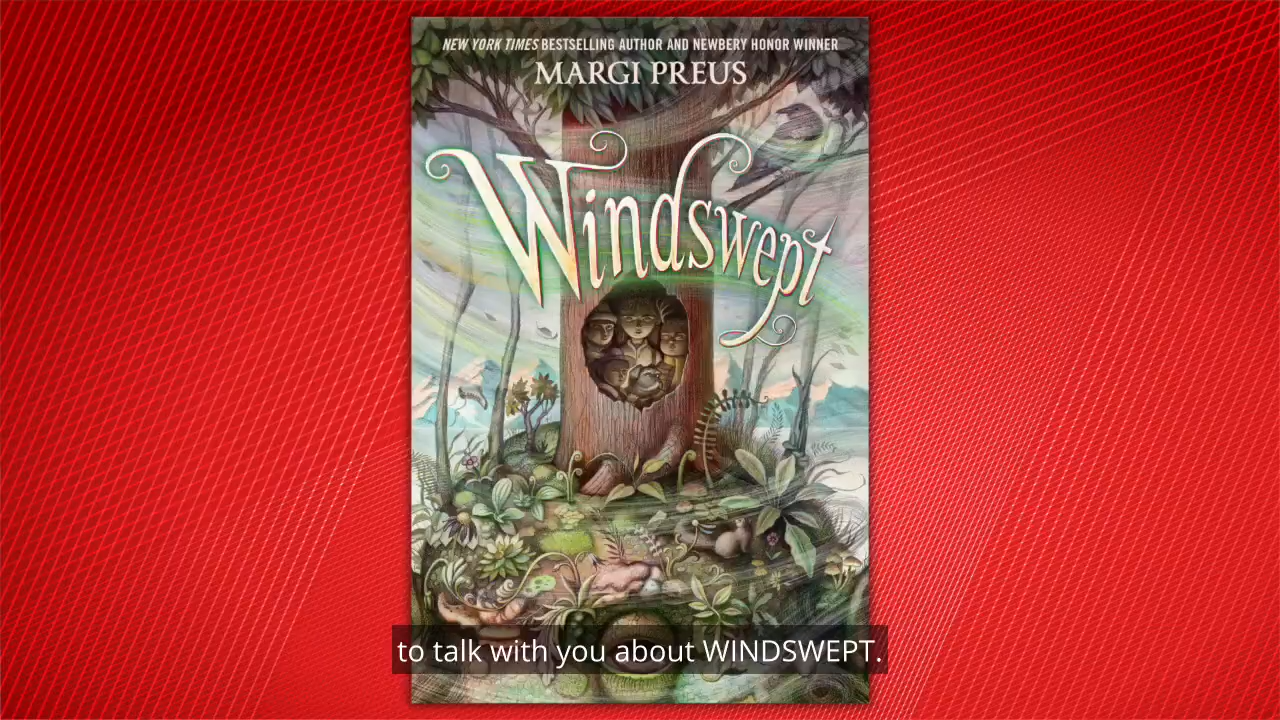 NEW YORK TIMES BESTSELLING AUTHOR AND NEWBERY HONOR WINNER
MARGI PREUS
Windswept
to talk with you about WINDSWEPT.